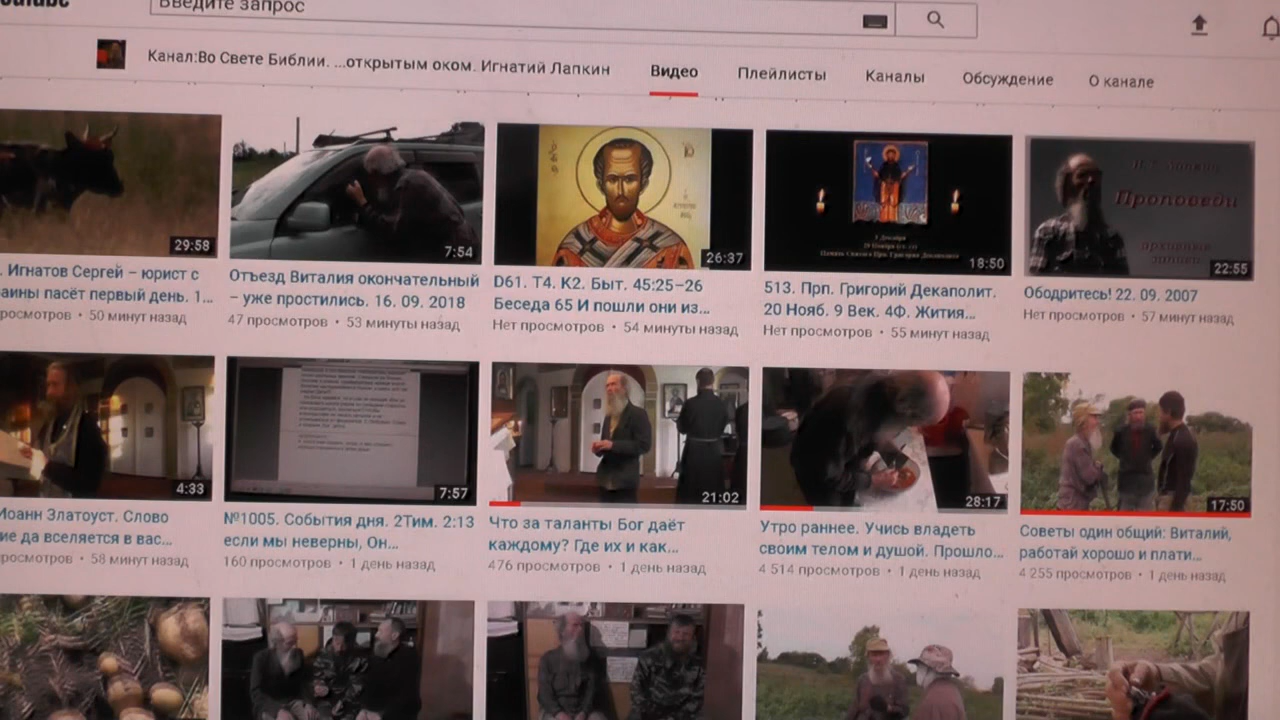 Введите запрос
Канал:Во Свете Библии. ...открытым оком. Игнатий Лапкин
Видео
Плейлисты
Каналы
Обсуждение
О канале
29:58
7:54
26:37
18:50
Проповеди
22:55
. Игнатов Сергей – юрист с
аины пасёт первый день. 1...
росмотров • 50 минут назад
Отъезд Виталия окончательный
– уже простились. 16. 09. 2018
47 просмотров • 53 минуты назад
D61. Т4. К2. Быт. 45:25–26
Беседа 65 И пошли они из...
Нет просмотров • 54 минуты назад
513. Прп. Григорий Декаполит.
20 Нояб. 9 Век. 4Ф. Жития...
Нет просмотров • 55 минут назад
Ободритесь! 22. 09. 2007
Нет просмотров • 57 минут назад
4:33
7:57
21:02
28:17
17:50
Иоанн Златоуст. Слово
ие да вселяется в вас...
росмотров • 58 минут назад
№1005. События дня. 2Тим. 2:13
если мы неверны, Он...
160 просмотров • 1 день назад
Что за таланты Бог даёт
каждому? Где их и как...
476 просмотров • 1 день назад
Утро раннее. Учись владеть
своим телом и душой. Прошло...
4 514 просмотров • 1 день назад
Советы один общий: Виталий,
работай хорошо и плати...
4 255 просмотров • 1 день назад